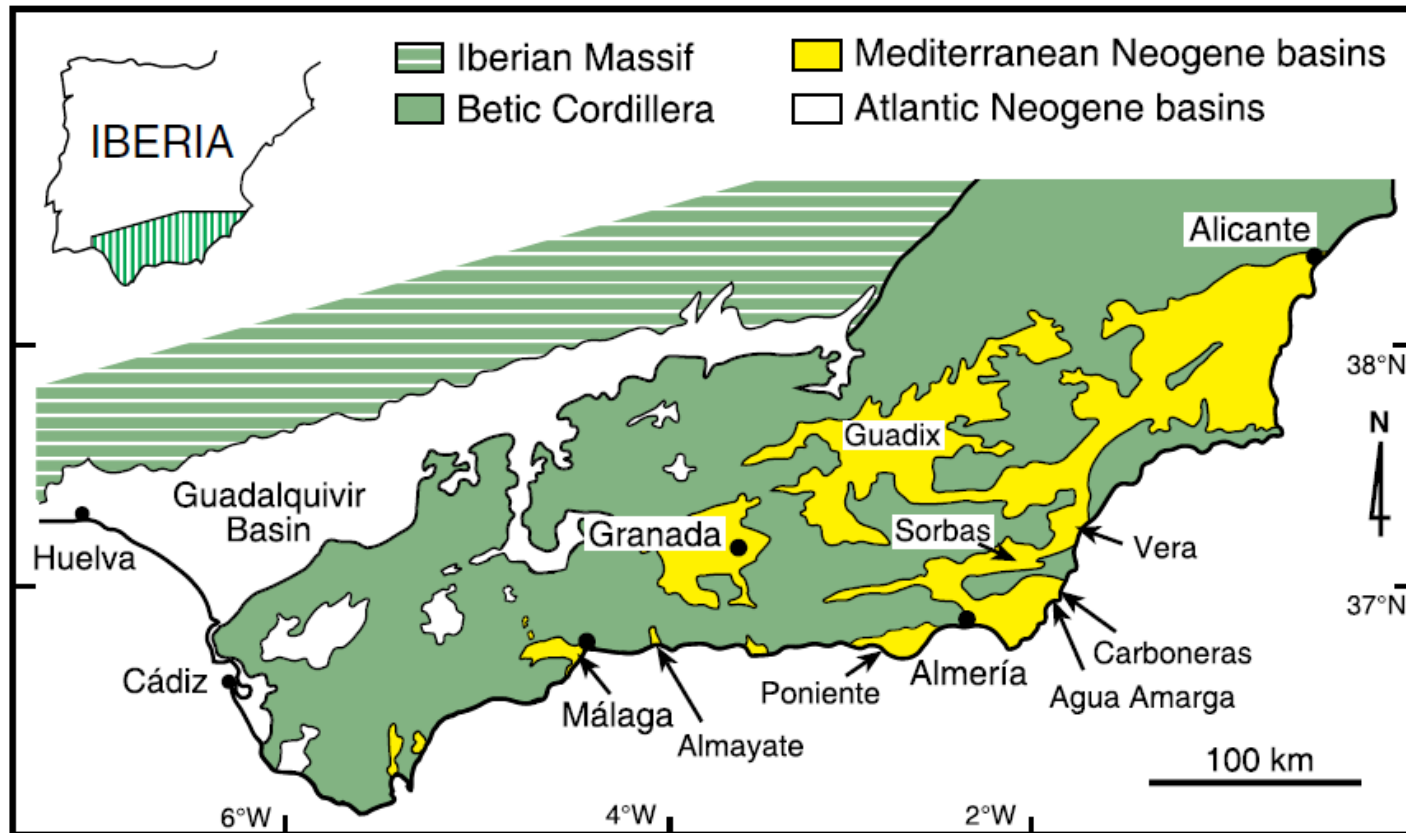 IBERIA
Iberian Massif
Betic Cordillera
Mediterranean Neogene basins
Atlantic Neogene basins
Alicante
38°N
N
Guadix
Guadalquivir
Basin
Granada
Sorbas
Vera
Huelva
37°N
Carboneras
Cádiz
Poniente
Almería
Agua Amarga
Málaga
Almayate
100 km
6°W
4°W
2°W